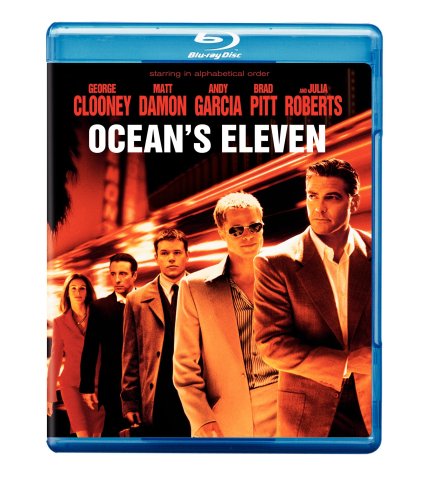 Blu-ray Disc
starring in alphabetical order
GEORGE MATT ANDY BRAD AND JULIA
CLOONEY DAMON GARCIA PITT ROBERTS
OCEAN'S ELEVEN